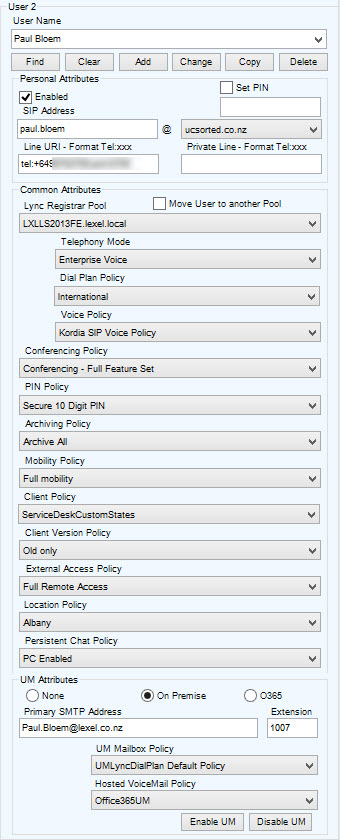 User 2
User Name
Paul Bloem
Find Clear Add Change Copy Delete
Personal Attributes
Enabled
Set PIN
SIP Address
paul.bloem @ ucsorted.co.nz
Line URI - Format Tel:xxx Private Line - Format Tel:xxx
tel:+649
Common Attributes
Lync Registrar Pool
Move User to another Pool
LXLLS2013FE.lexel.local
Telephony Mode
Enterprise Voice
Dial Plan Policy
International
Voice Policy
Kordia SIP Voice Policy
Conferencing Policy
Conferencing - Full Feature Set
PIN Policy
Secure 10 Digit PIN
Archiving Policy
Archive All
Mobility Policy
Full mobility
Client Policy
ServiceDeskCustomStates
Client Version Policy
Old only
External Access Policy
Full Remote Access
Location Policy
Albany
Persistent Chat Policy
PC Enabled
UM Attributes
None On Premise O365
Primary SMTP Address Extension
Paul.Bloem@lexel.co.nz 1007
UM Mailbox Policy
UMLyncDialPlan Default Policy
Hosted VoiceMail Policy
Office365UM
Enable UM Disable UM